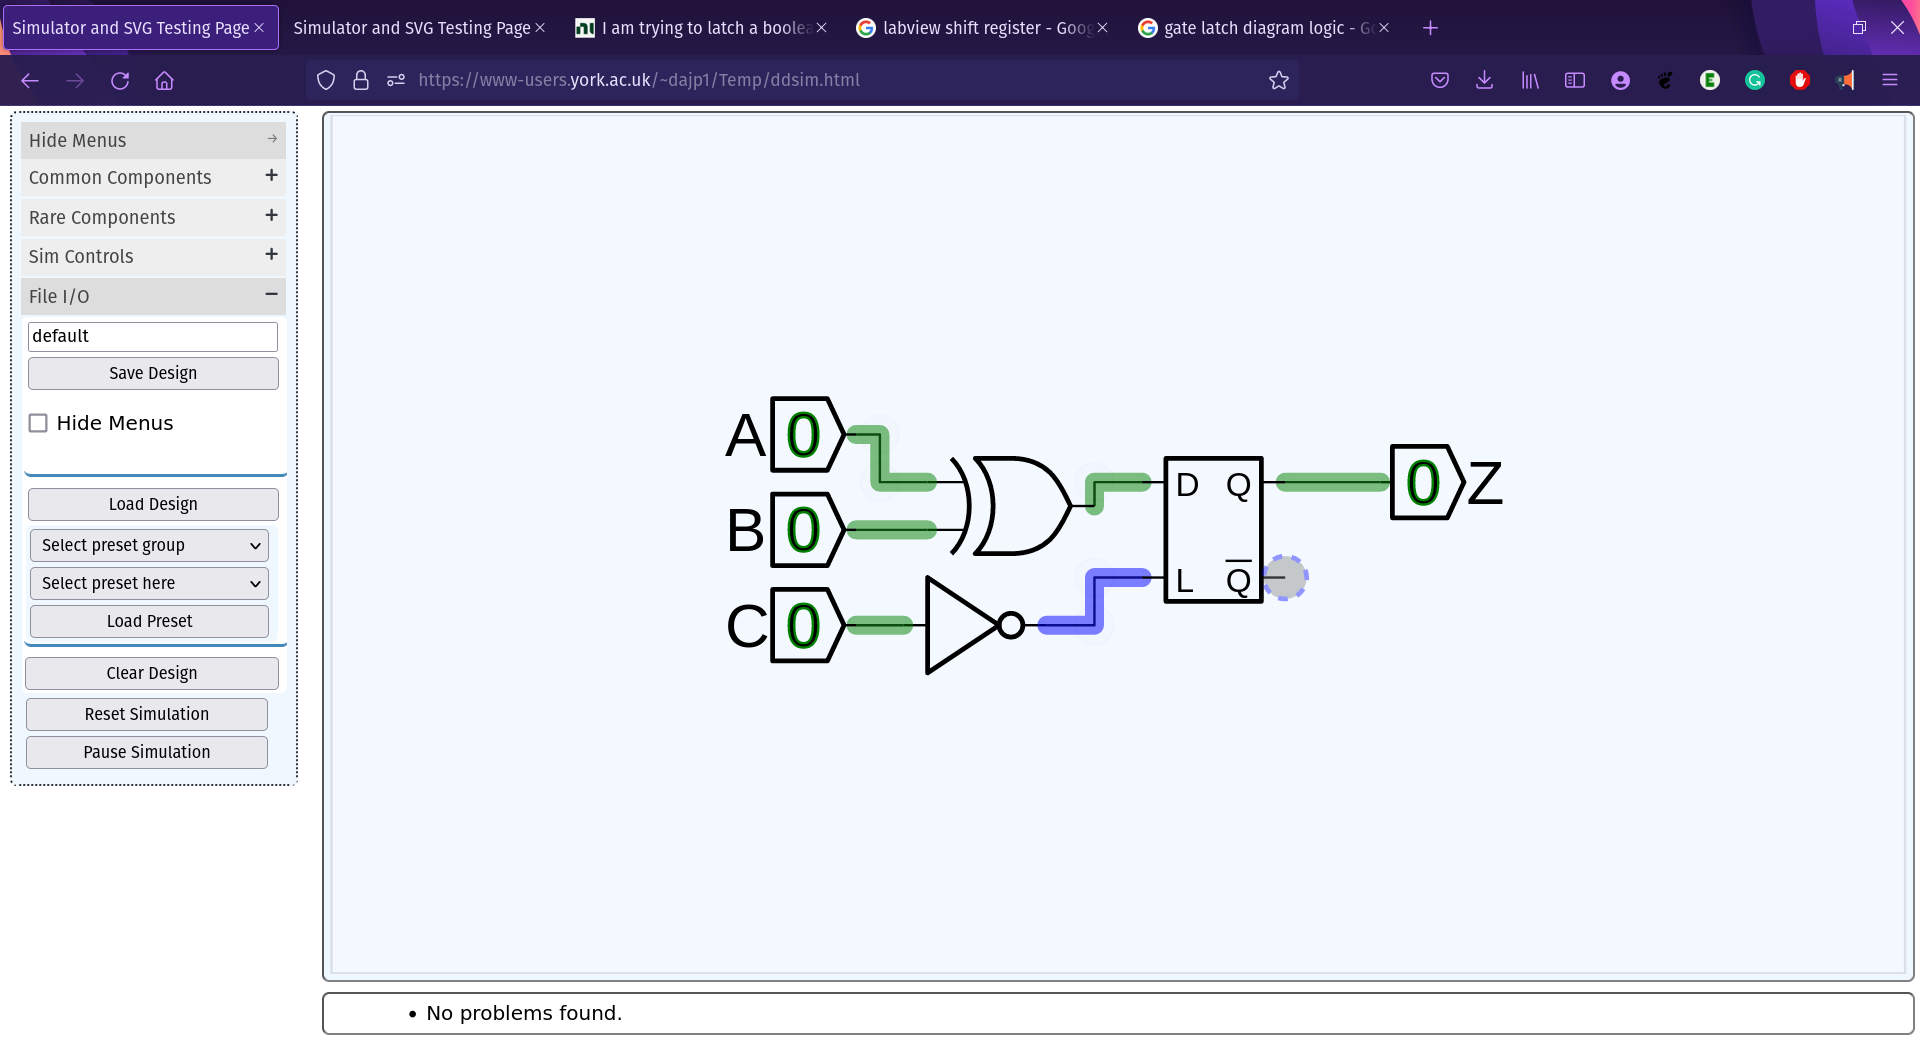 Simulator and SVG Testing Page
Simulator and SVG Testing Page
I am trying to latch a boolea
labview shift register - Goog
gate latch diagram logic - Go
https://www-users.york.ac.uk/~dajp1/Temp/ddsim.html
Hide Menus →
Common Components +
Rare Components +
Sim Controls +
File I/O −
default
Save Design
Hide Menus
Load Design
Select preset group
Select preset here
Load Preset
Clear Design
Reset Simulation
Pause Simulation
A 0
B 0
C 0
D Q
L Q̅
0 Z
• No problems found.